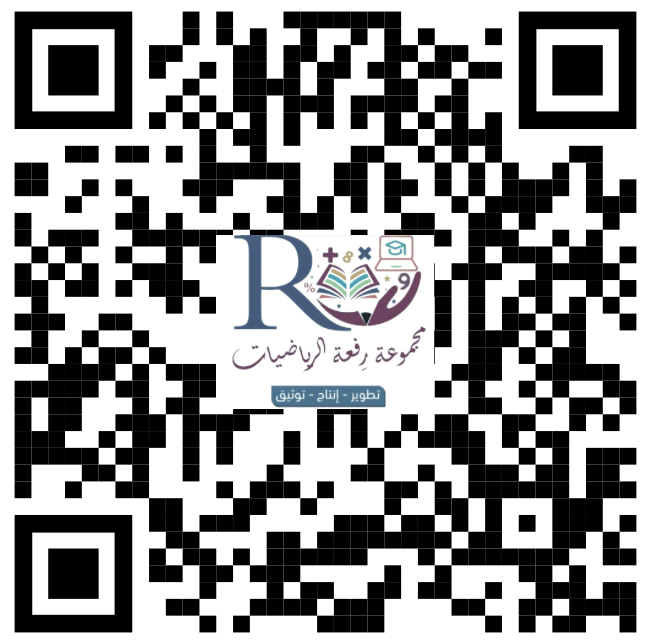 R
مجموعة رفعة الرياضيات
تطوير - إنتاج - توثيق